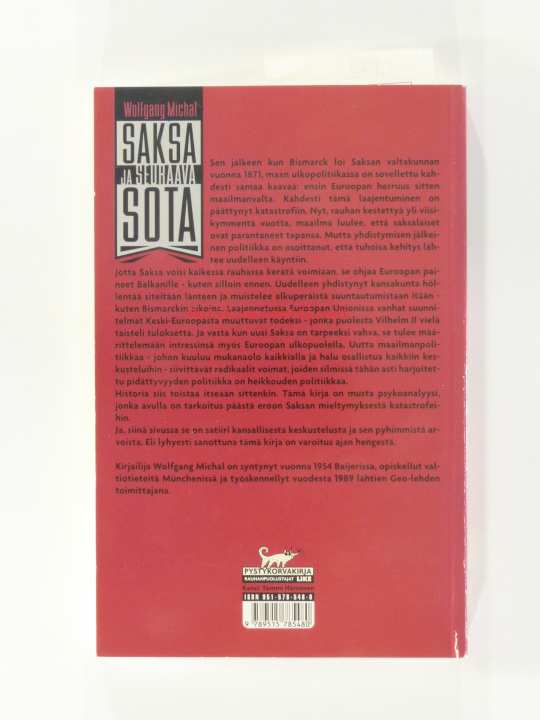 Wolfgang Michal
SAKSA
JA SEURAAVA
SOTA
Sen jälkeen kun Bismarck loi Saksan valtakunnan
vuonna 1871, maan ulkopolitiikassa on sovellettu kah-
desti samaa kaavaa: ensin Euroopan herruus sitten
maailmanvalta. Kahdesti tämä laajentuminen on
päättynyt katastrofiin. Nyt, rauhan kestettyä yli viisi-
kymmentä vuotta, maailma luulee, että saksalaiset
ovat parantaneet tapansa. Mutta yhdistymisen jälkei-
nen politiikka on osoittanut, että tuhoisa kehitys läh-
tee uudelleen käyntiin.
Jotta Saksa voisi kaikessa rauhassa kerätä voimiaan, se ohjaa Euroopan pai-
neet Balkanille - kuten silloin ennen. Uudelleen yhdistynyt kansakunta höl-
lentää siteitään länteen ja muistelee alkuperäistä suuntautumistaan itään -
kuten Bismarckin aikoina. Laajennetussa Euroopan Unionissa vanhat suunni-
telmat Keski-Euroopasta muuttuvat todeksi - jonka puolesta Vilhelm II vielä
taisteli tuloksetta. Ja vasta kun uusi Saksa on tarpeeksi vahva, se tulee mää-
rittelemään intressinsä myös Euroopan ulkopuolella. Uutta maailmanpoli-
tiikkaa - johon kuuluu mukanaolo kaikkialla ja halu osallistua kaikkiin kes-
kusteluihin - siivittävät radikaalit voimat, joiden silmissä tähän asti harjoitet-
tu pidättyvyyden politiikka on heikkouden politiikkaa.
Historia siis toistaa itseään sittenkin. Tämä kirja on musta psykoanalyysi,
jonka avulla on tarkoitus päästä eroon Saksan mieltymyksestä katastrofei-
hin.
Ja, siinä sivussa se on satiiri kansallisesta keskustelusta ja sen pyhimmistä ar-
voista. Eli lyhyesti sanottuna tämä kirja on varoitus ajan hengestä.
Kirjailija Wolfgang Michal on syntynyt vuonna 1954 Baijerissa, opiskellut val-
tiotieteitä Münchenissä ja työskennellyt vuodesta 1989 lähtien Geo-lehden
toimittajana.
PYSTYKORVAKIRJA
RAUHANPUOLUSTAJAT LIKE
Kansi: Tommi
ISBN 951-578-548-0
9 789515 785480